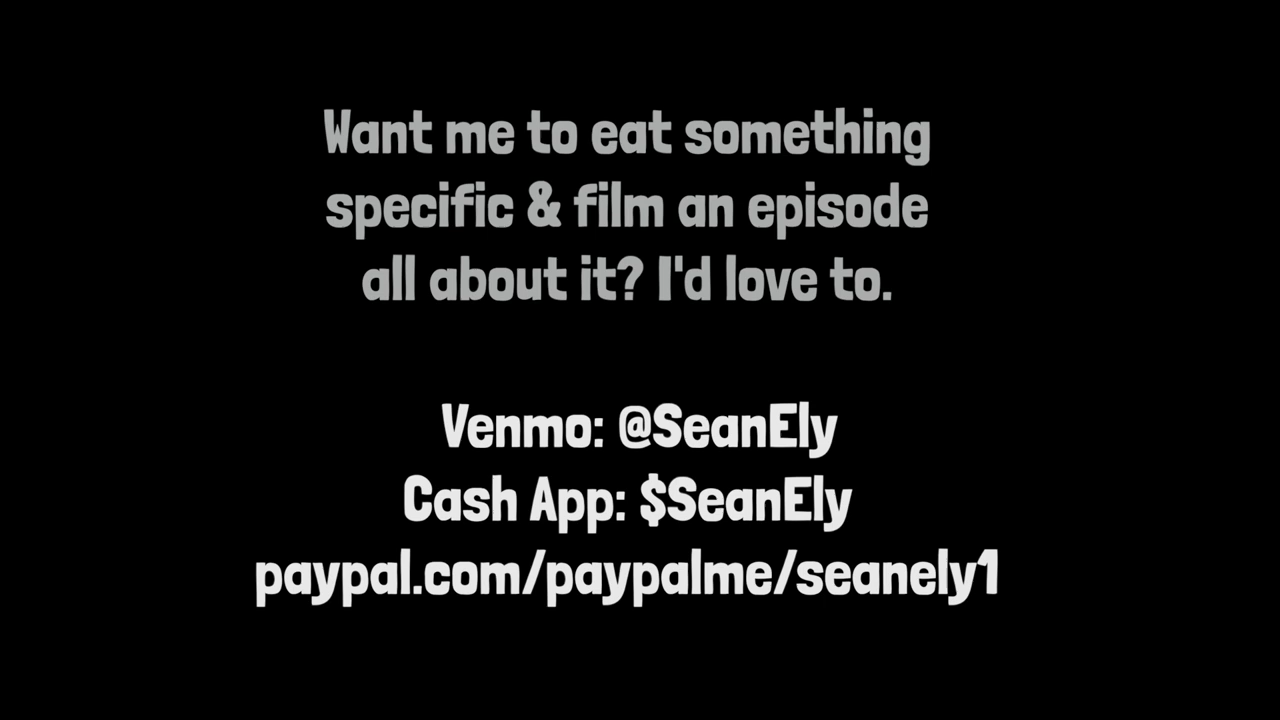 Want me to eat something
specific & film an episode
all about it? I'd love to.
Venmo: @SeanEly
Cash App: $SeanEly
paypal.com/paypalme/seanely1